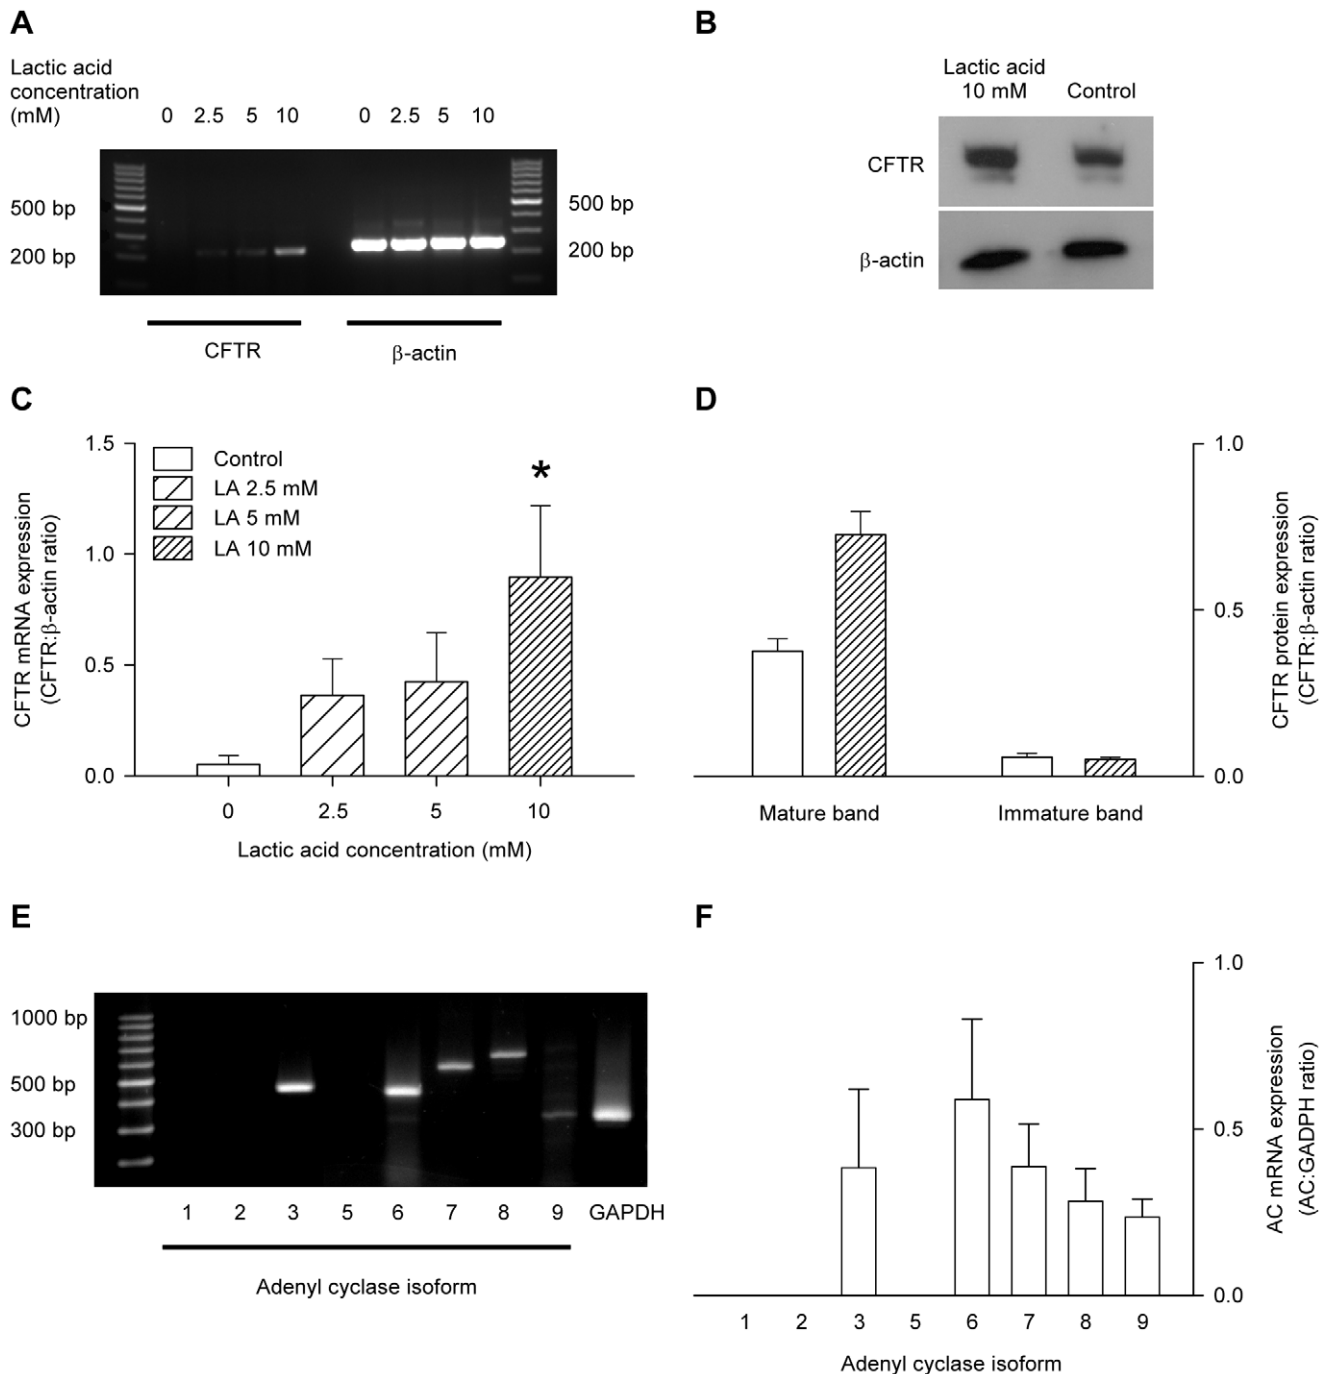 A
Lactic acid
concentration
(mM) 0 2.5 5 10 0 2.5 5 10
500 bp 500 bp
200 bp 200 bp
CFTR β-actin
B
Lactic acid
10 mM Control
CFTR
β-actin
C
CFTR mRNA expression
(CFTR:β-actin ratio)
1.5
1.0
0.5
0.0
Control
LA 2.5 mM
LA 5 mM
LA 10 mM
*
0 2.5 5 10
Lactic acid concentration (mM)
D
1.0
0.5
0.0
CFTR protein expression
(CFTR:β-actin ratio)
Mature band Immature band
E
1000 bp
500 bp
300 bp
1 2 3 5 6 7 8 9 GAPDH
Adenyl cyclase isoform
F
1.0
0.5
0.0
AC mRNA expression
(AC:GADPH ratio)
1 2 3 5 6 7 8 9
Adenyl cyclase isoform